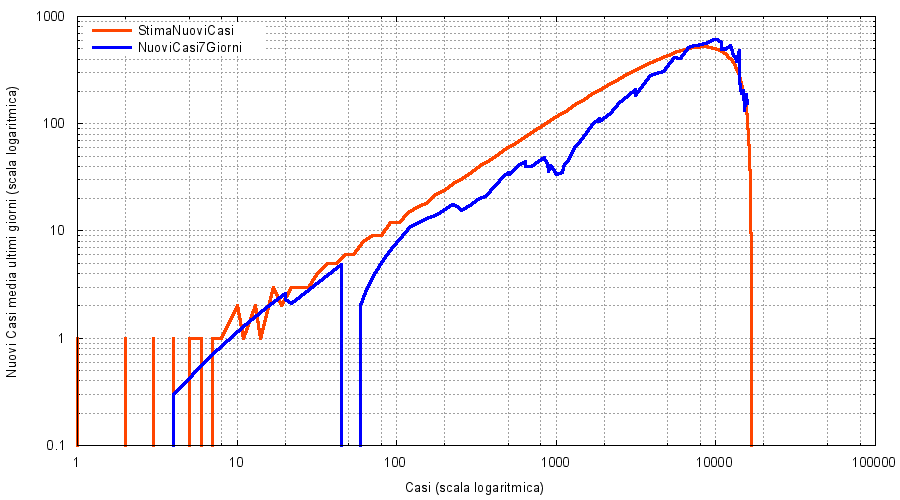 1000
StimaNuoviCasi
NuoviCasi7Giorni
100
10
1
0.1
Nuovi Casi media ultimi giorni (scala logaritmica)
1 10 100 1000 10000 100000
Casi (scala logaritmica)